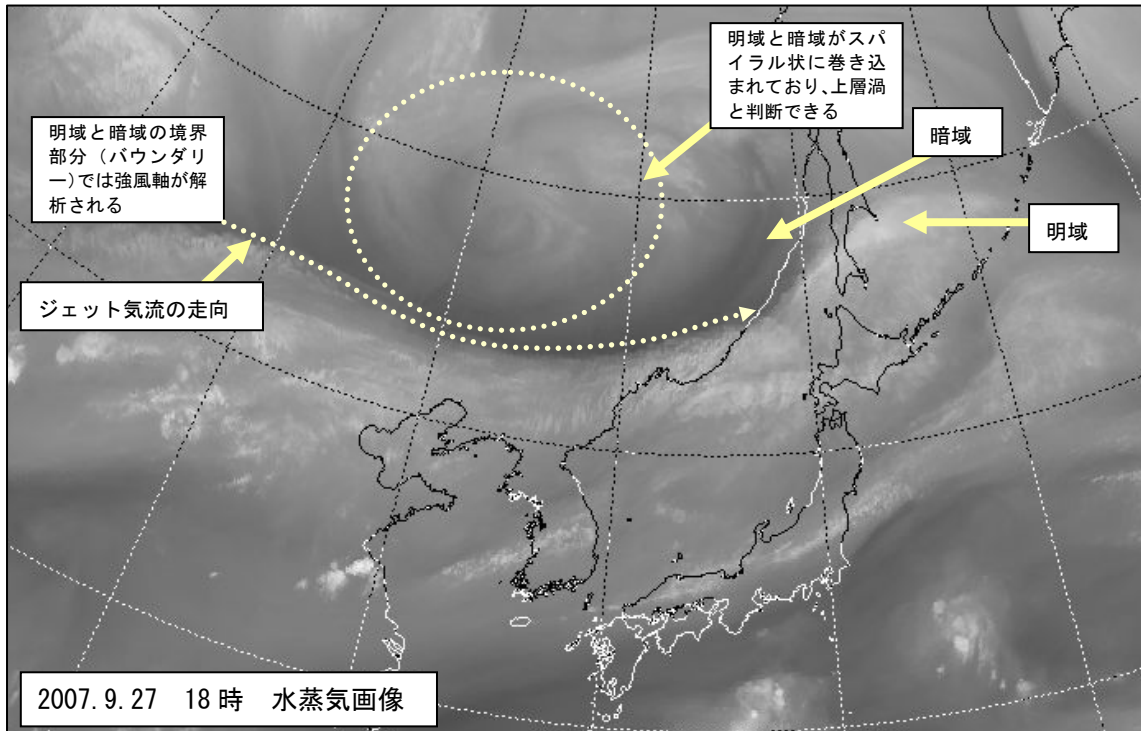 明域と暗域がスパ
イラル状に巻き込
まれており、上層渦
と判断できる
明域と暗域の境界
部分（バウンダリ
ー）では強風軸が解
析される
暗域
明域
ジェット気流の走向
2007.9.27 18時 水蒸気画像